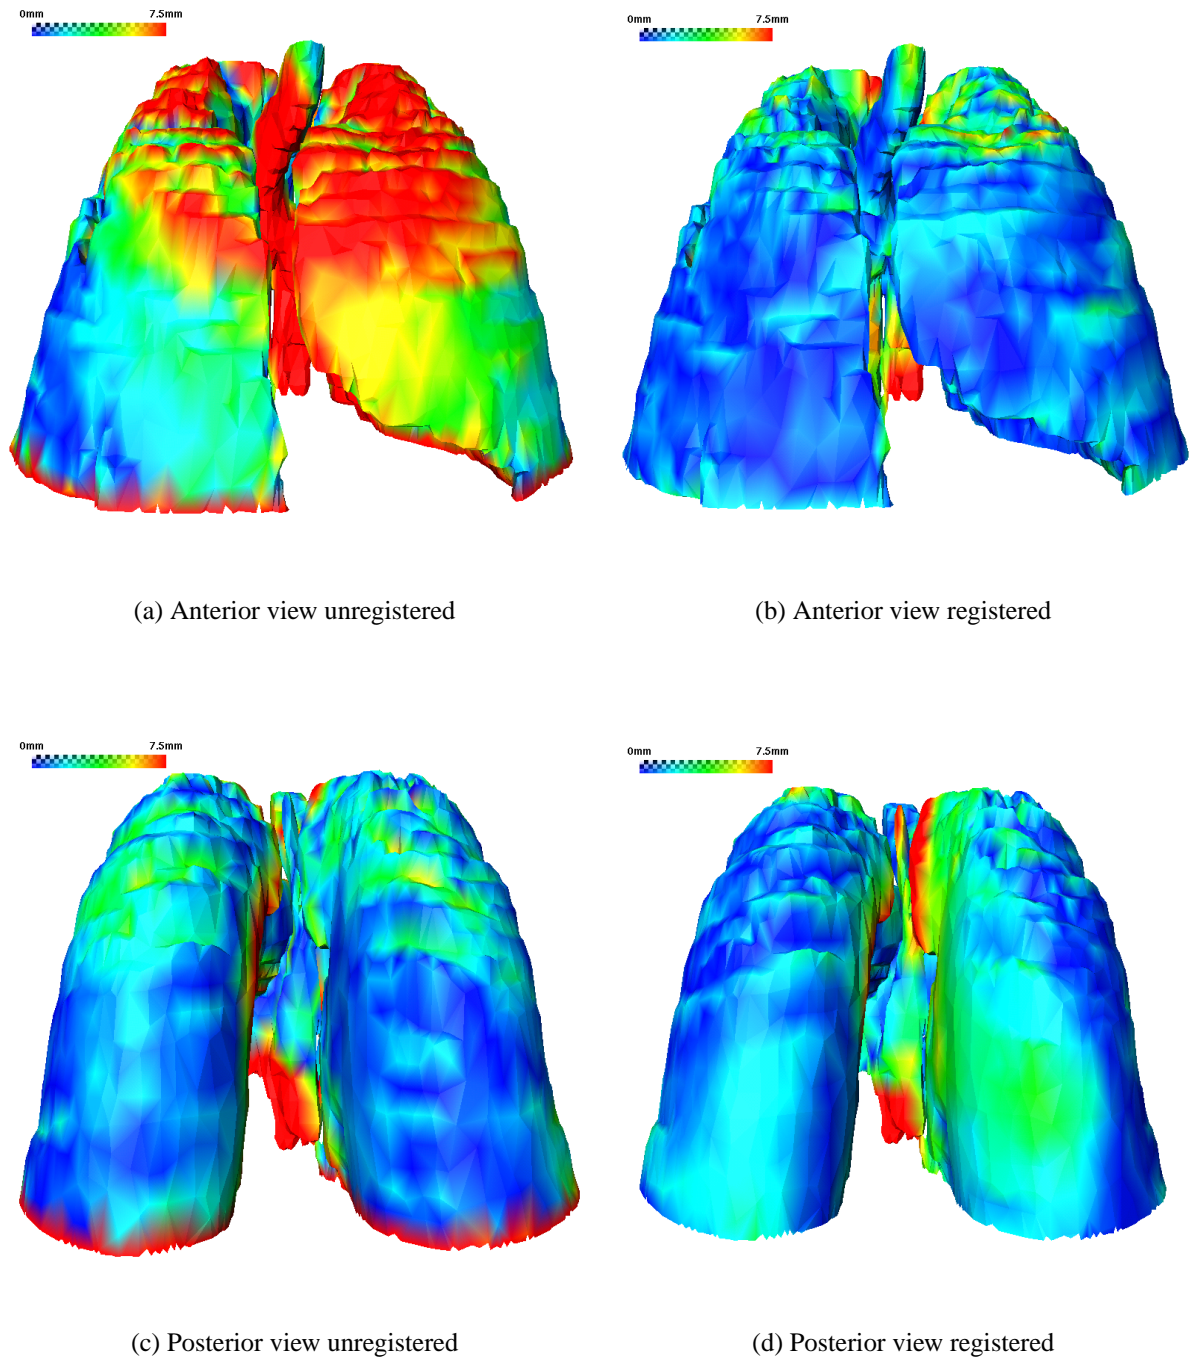 0mm 7.5mm
0mm 7.5mm
(a) Anterior view unregistered
(b) Anterior view registered
0mm 7.5mm
0mm 7.5mm
(c) Posterior view unregistered
(d) Posterior view registered